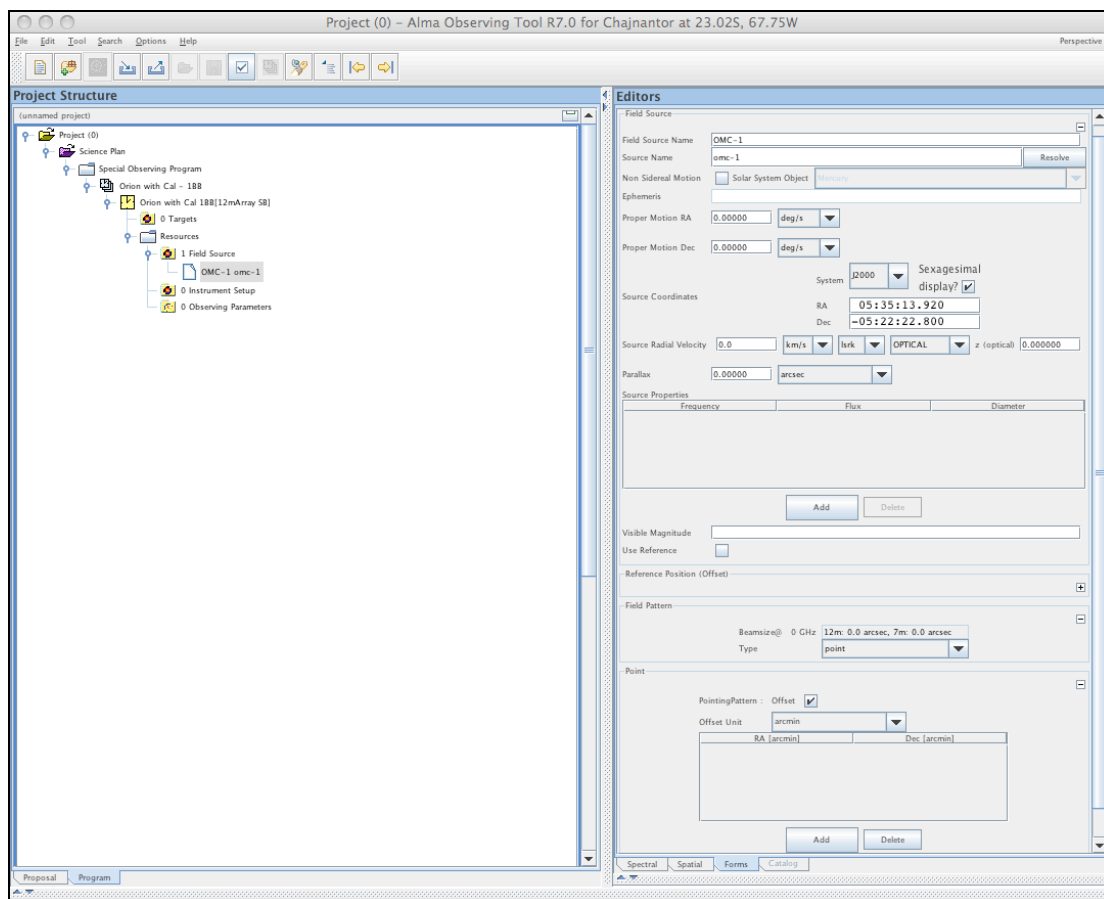 Project (0) – Alma Observing Tool R7.0 for Chajnantor at 23.02S, 67.75W
File Edit Tool Search Options Help Perspective
Project Structure
(unnamed project)
Project (0)
Science Plan
Special Observing Program
Orion with Cal - 1BB
Orion with Cal 1BB[12mArray SB]
0 Targets
Resources
1 Field Source
OMC-1 omc-1
0 Instrument Setup
0 Observing Parameters
Proposal Program
Editors
Field Source
Field Source Name OMC-1
Source Name omc-1 Resolve
Non Sidereal Motion Solar System Object Mercury
Ephemeris
Proper Motion RA 0.00000 deg/s
Proper Motion Dec 0.00000 deg/s
Source Coordinates
System J2000 Sexagesimal
display?
RA 05:35:13.920
Dec -05:22:22.800
Source Radial Velocity 0.0 km/s lsrk OPTICAL z (optical) 0.000000
Parallax 0.00000 arcsec
Source Properties
Frequency Flux Diameter
Add Delete
Visible Magnitude
Use Reference
Reference Position (Offset)
Field Pattern
Beamsize@ 0 GHz 12m: 0.0 arcsec, 7m: 0.0 arcsec
Type point
Point
PointingPattern : Offset
Offset Unit arcmin
RA [arcmin] Dec [arcmin]
Add Delete
Spectral Spatial Forms Catalog